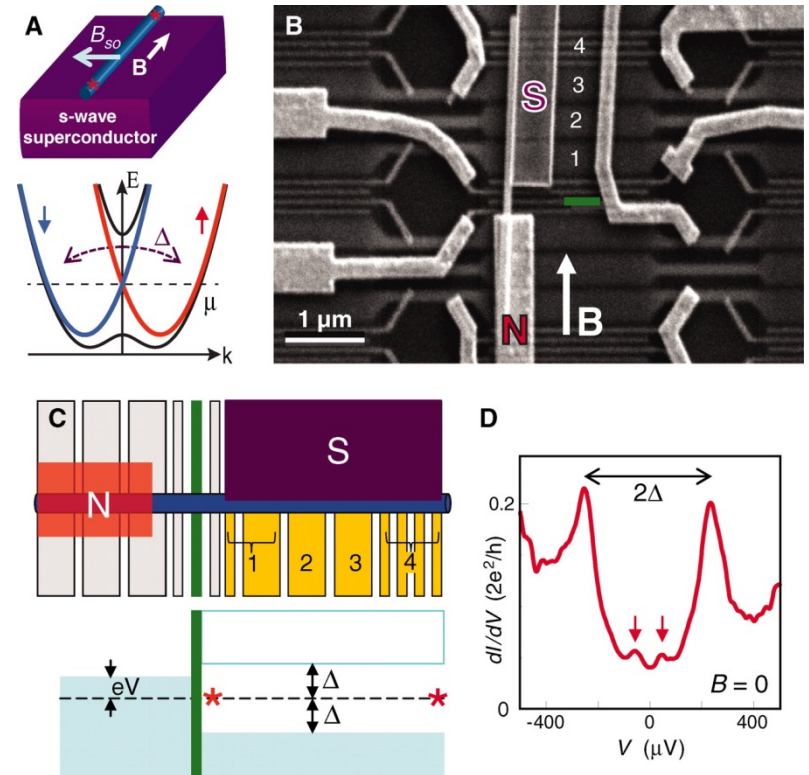 A
B_so
B
s-wave
superconductor
E
Δ
μ
k
B
4
3
S
2
1
1 μm
B
N
C
S
N
1
2
3
4
eV
Δ
Δ
*
*
D
2Δ
0.2
dI/dV (2e²/h)
B = 0
0
-400
0
400
V (μV)